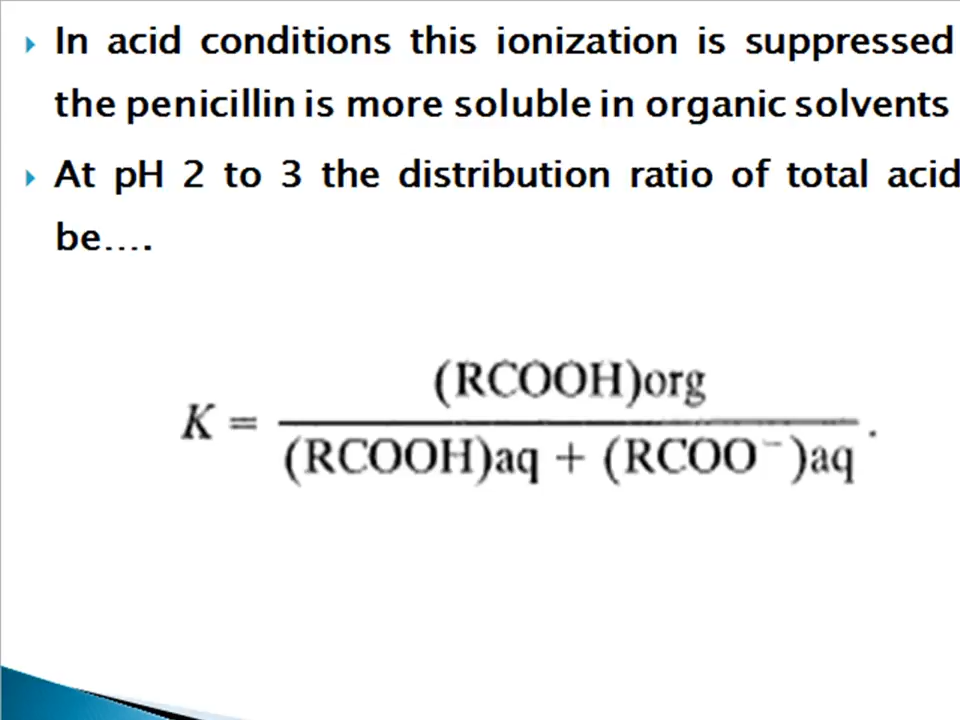 In acid conditions this ionization is suppressed
the penicillin is more soluble in organic solvents
At pH 2 to 3 the distribution ratio of total acid
be….
(RCOOH)org
K =
(RCOOH)aq + (RCOO⁻)aq .